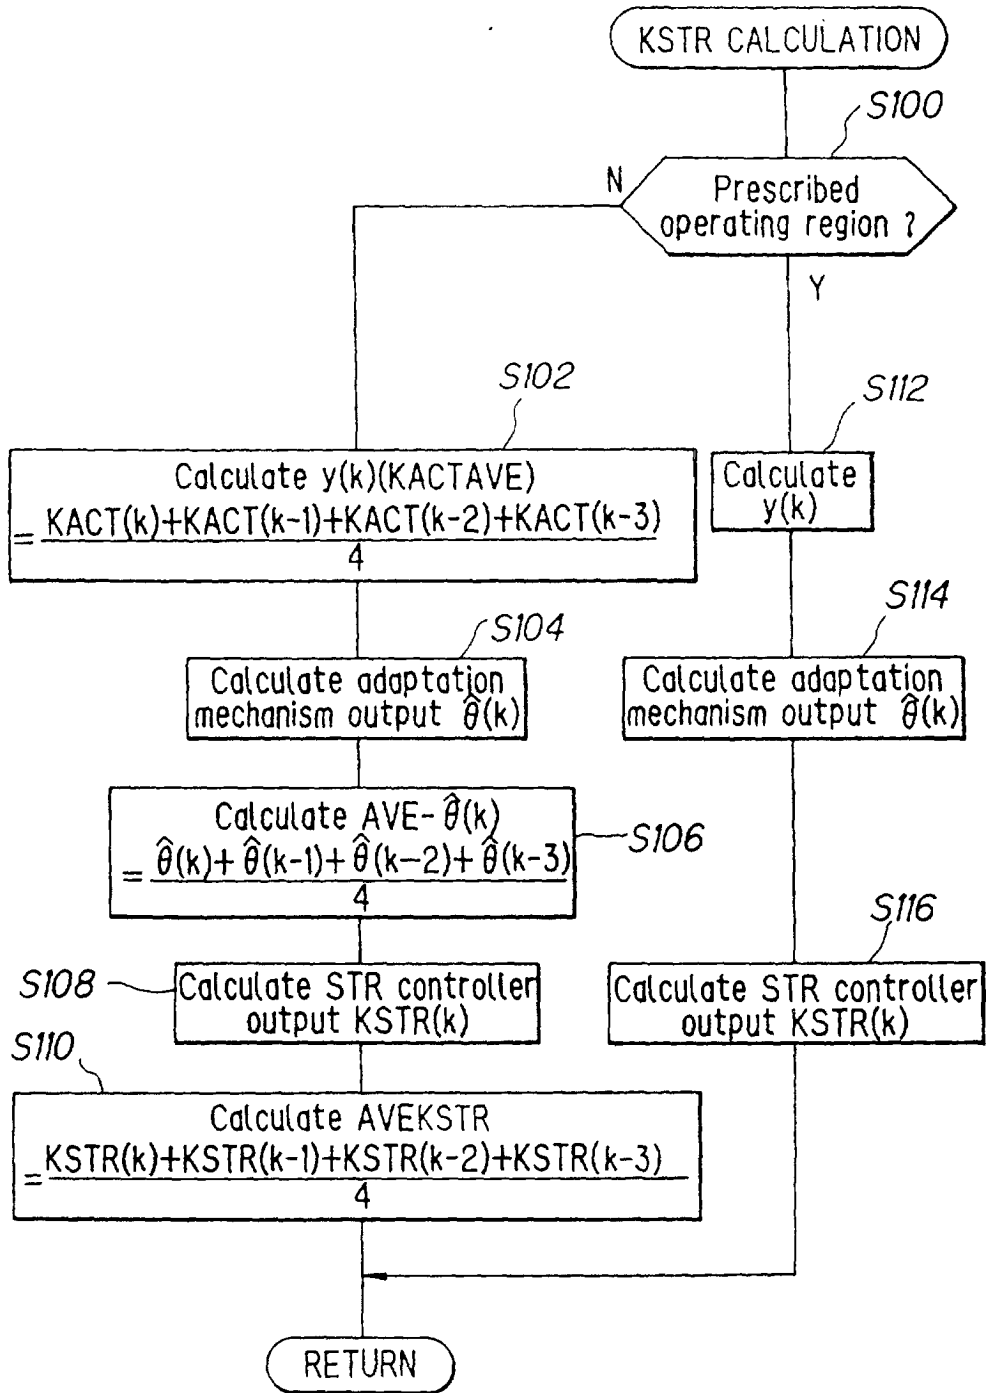 KSTR CALCULATION
S100
Prescribed
operating region ?
N
Y
S102
Calculate y(k)(KACTAVE)
= KACT(k)+KACT(k-1)+KACT(k-2)+KACT(k-3)
4
S112
Calculate
y(k)
S104
Calculate adaptation
mechanism output θ̂(k)
S114
Calculate adaptation
mechanism output θ̂(k)
Calculate AVE-θ̂(k)
= θ̂(k)+θ̂(k-1)+θ̂(k-2)+θ̂(k-3)
4
S106
S108
Calculate STR controller
output KSTR(k)
S116
Calculate STR controller
output KSTR(k)
S110
Calculate AVEKSTR
= KSTR(k)+KSTR(k-1)+KSTR(k-2)+KSTR(k-3)
4
RETURN